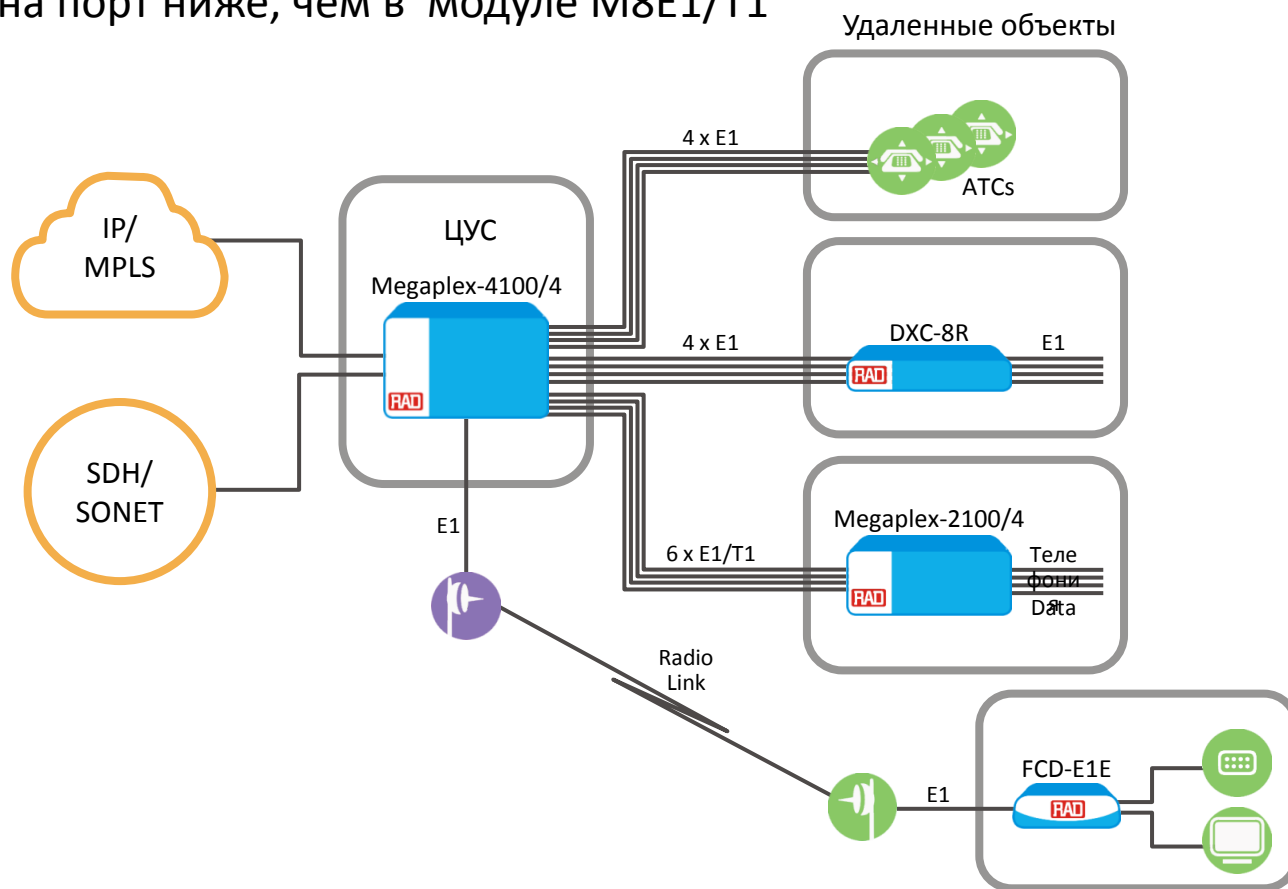 на порт ниже, чем в модуле M8E1/T1
Удаленные объекты
4 x E1
ATCs
IP/
MPLS
ЦУС
Megaplex-4100/4
RAD
4 x E1
DXC-8R
RAD
E1
SDH/
SONET
E1
6 x E1/T1
Megaplex-2100/4
RAD
Теле
фони
я
Data
Radio
Link
E1
FCD-E1E
RAD